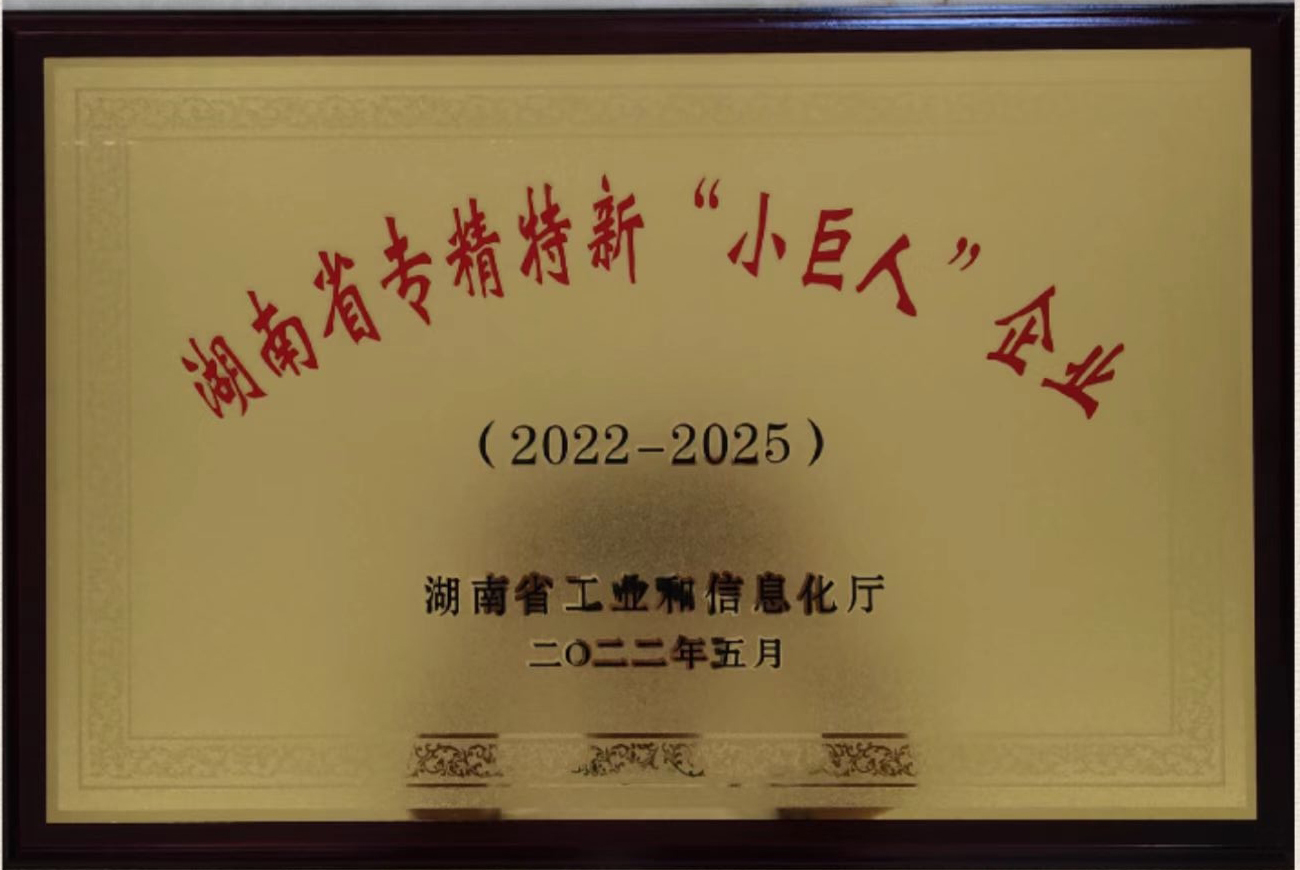 湖南省专精特新“小巨人”企业
（2022-2025）
湖南省工业和信息化厅
二〇二二年五月